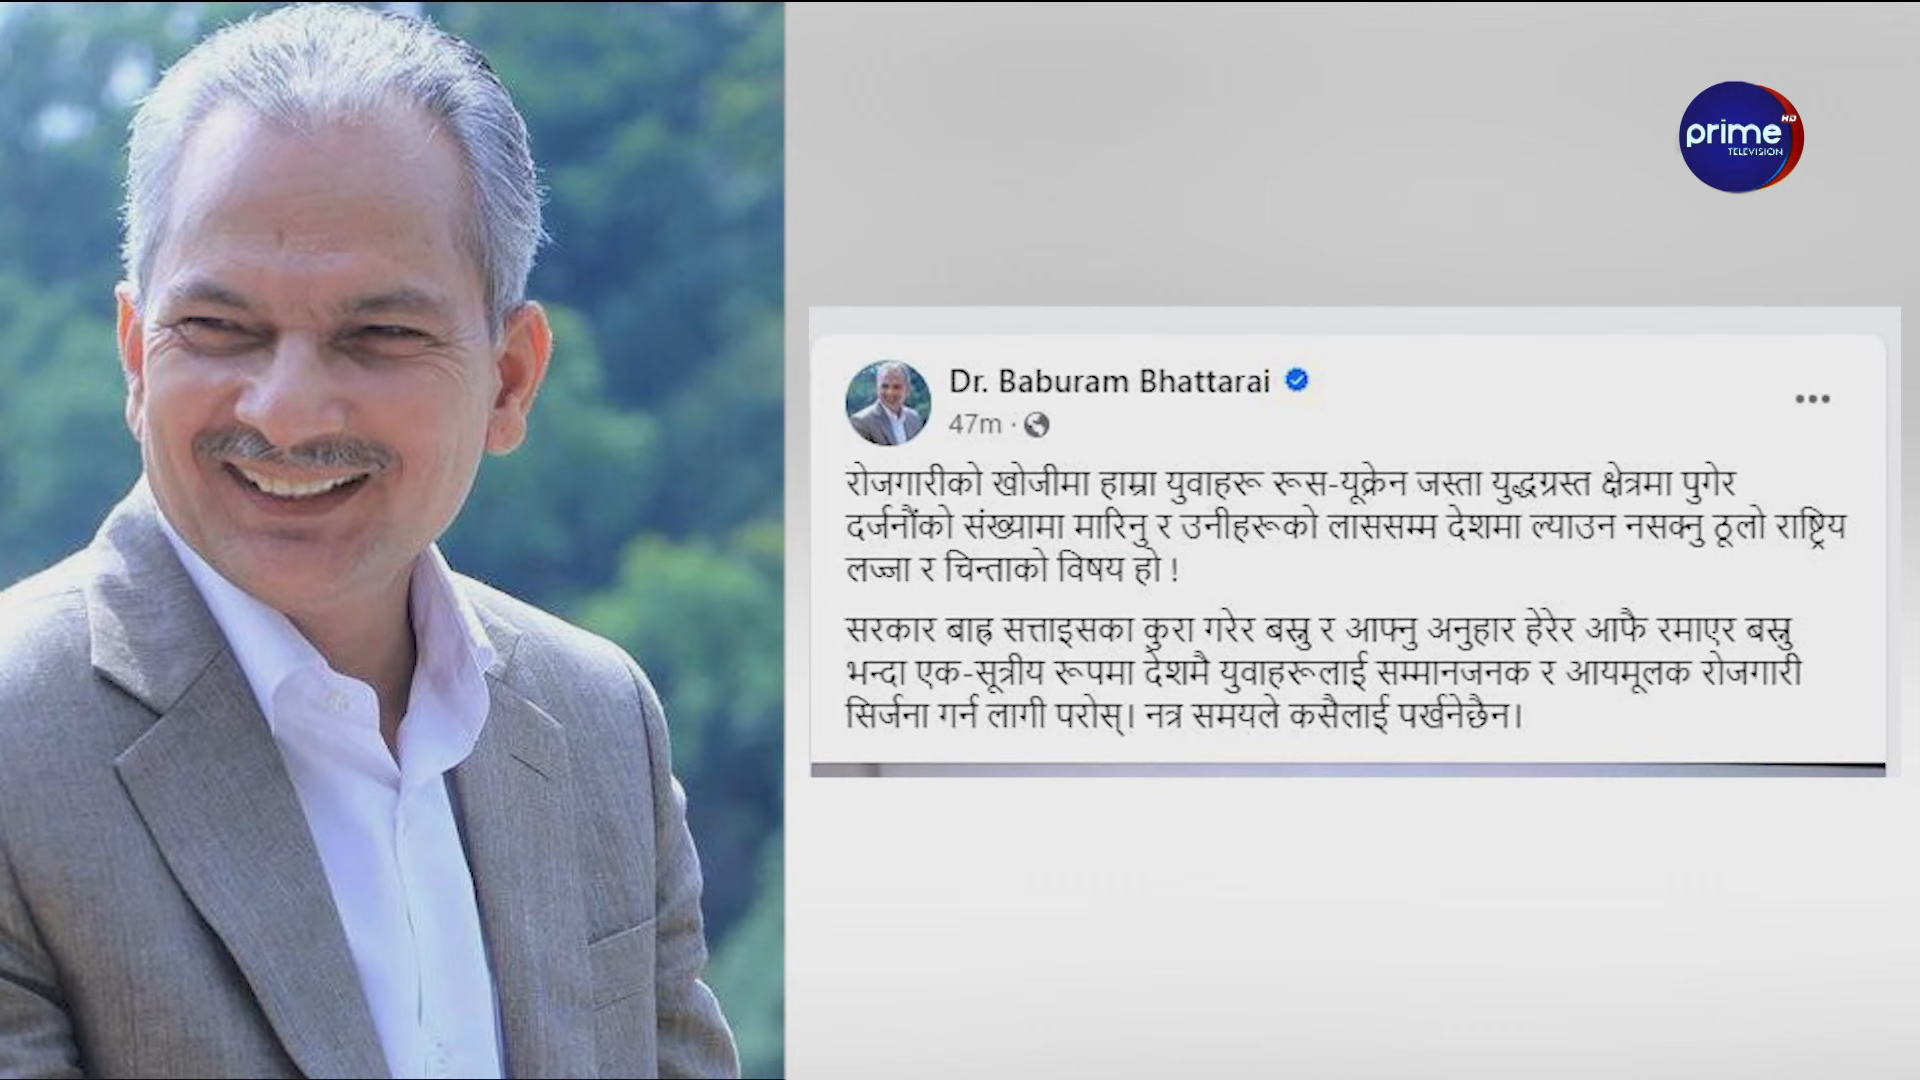 prime HD
TELEVISION
Dr. Baburam Bhattarai
47m ·
रोजगारीको खोजीमा हाम्रा युवाहरू रूस-यूक्रेन जस्ता युद्धग्रस्त क्षेत्रमा पुगेर
दर्जनौंको संख्यामा मारिनु र उनीहरूको लाससम्म देशमा ल्याउन नसक्नु ठूलो राष्ट्रिय
लज्जा र चिन्ताको विषय हो !
सरकार बाह्र सत्ताइसका कुरा गरेर बस्नु र आफ्नु अनुहार हेरेर आफै रमाएर बस्नु
भन्दा एक-सूत्रीय रूपमा देशमै युवाहरूलाई सम्मानजनक र आयमूलक रोजगारी
सिर्जना गर्न लागी परोस्। नत्र समयले कसैलाई पर्खनेछैन।